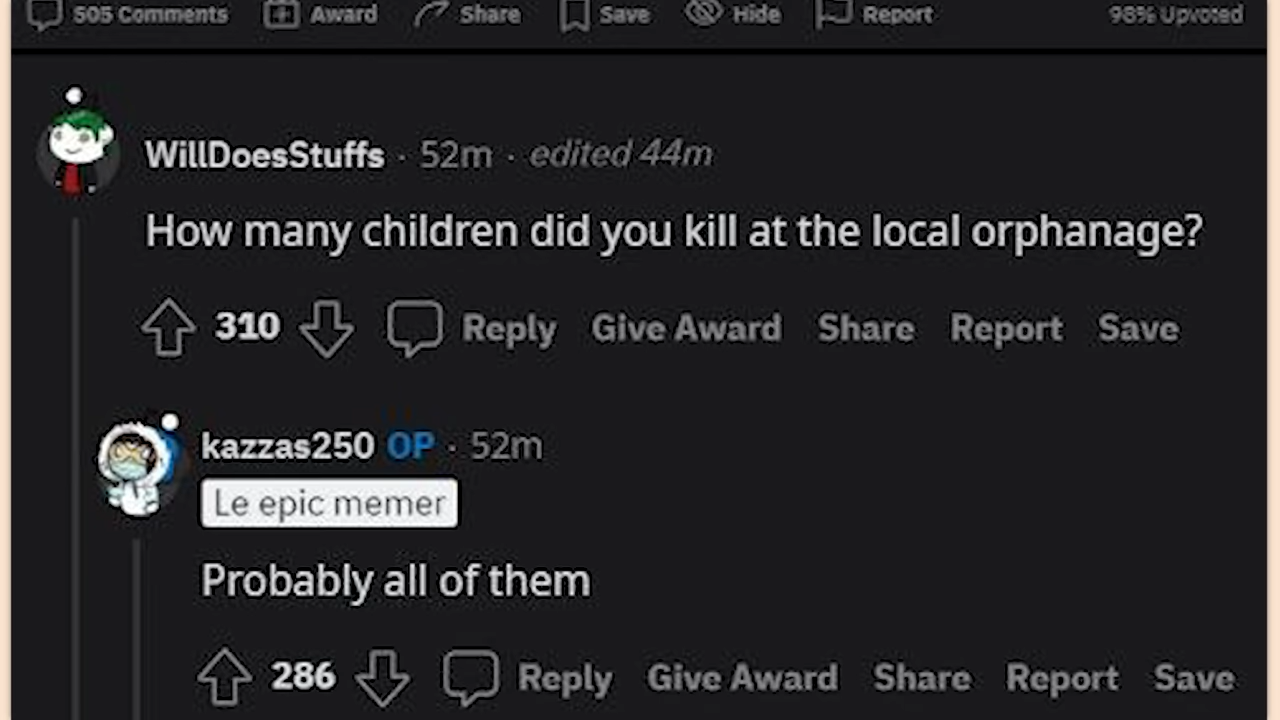 505 Comments Award Share Save Hide Report 98% Upvoted
WillDoesStuffs · 52m · edited 44m
How many children did you kill at the local orphanage?
310 Reply Give Award Share Report Save
kazzas250 OP · 52m
Le epic memer
Probably all of them
286 Reply Give Award Share Report Save